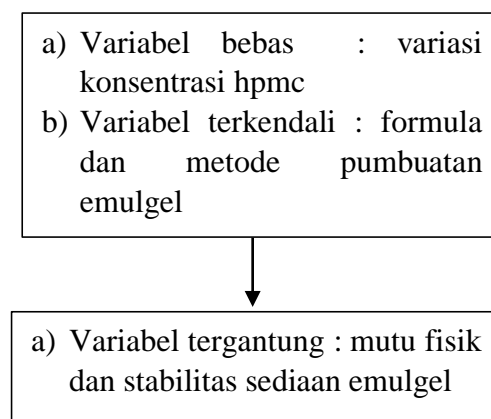 a) Variabel bebas : variasi
konsentrasi hpmc
b) Variabel terkendali : formula
dan metode pumbuatan
emulgel
a) Variabel tergantung : mutu fisik
dan stabilitas sediaan emulgel